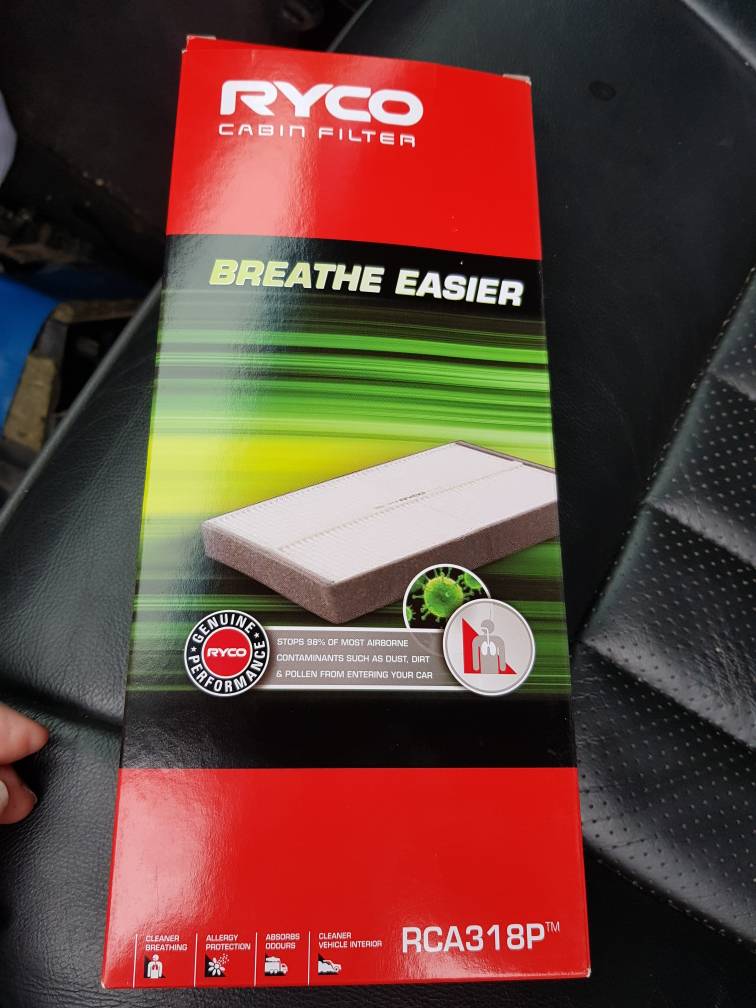 RYCO
CABIN FILTER
BREATHE EASIER
GENUINE
RYCO
PERFORMANCE
STOPS 98% OF MOST AIRBORNE
CONTAMINANTS SUCH AS DUST, DIRT
& POLLEN FROM ENTERING YOUR CAR
CLEANER
BREATHING
ALLERGY
PROTECTION
ABSORBS
ODOURS
CLEANER
VEHICLE INTERIOR
RCA318P™